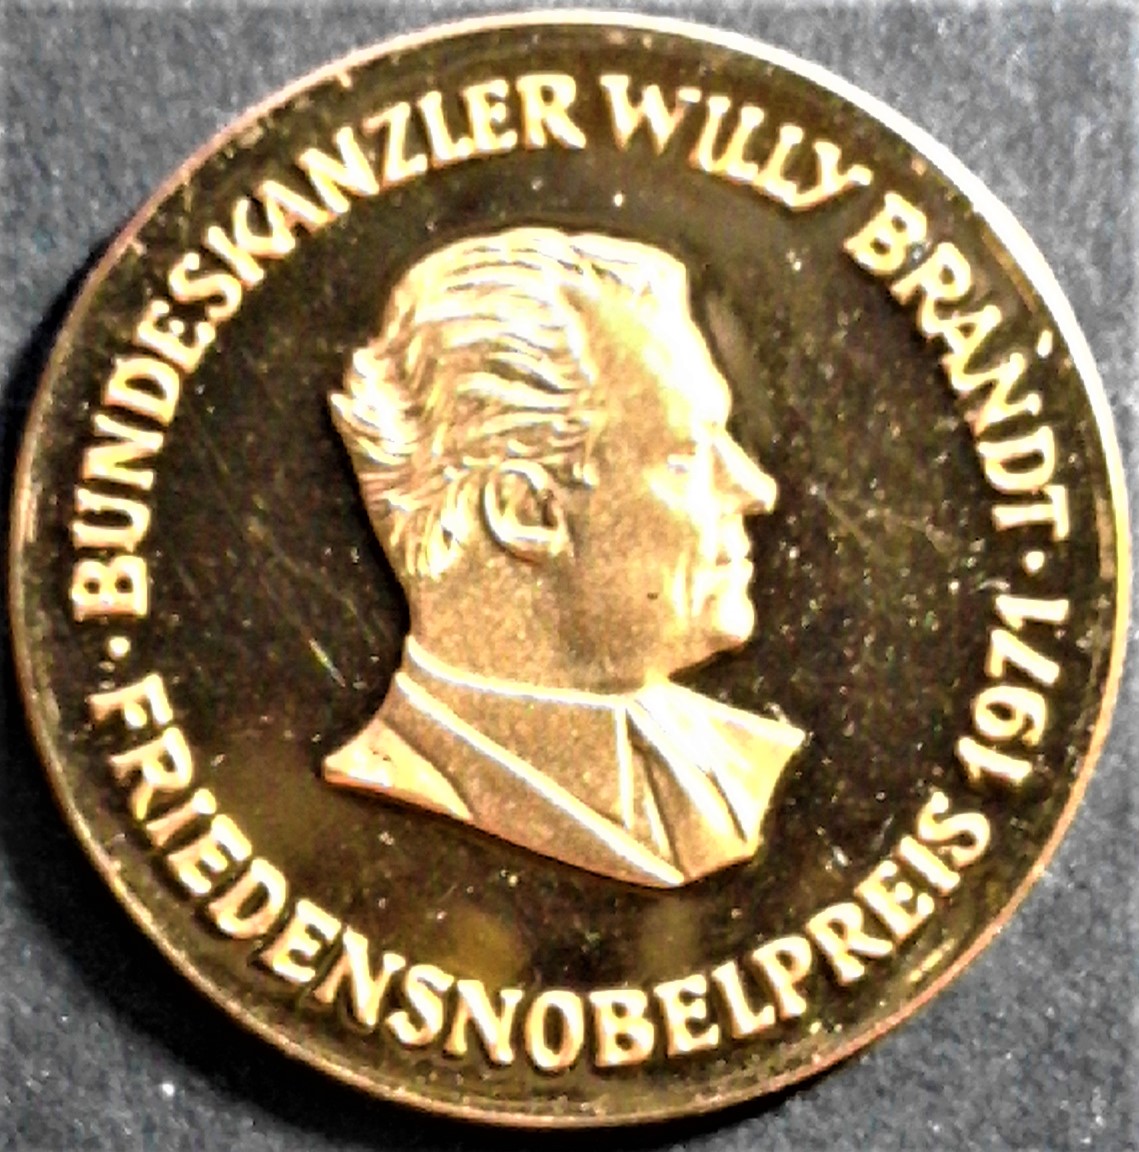 · BUNDESKANZLER WILLY BRANDT ·
FRIEDENSNOBELPREIS 1971